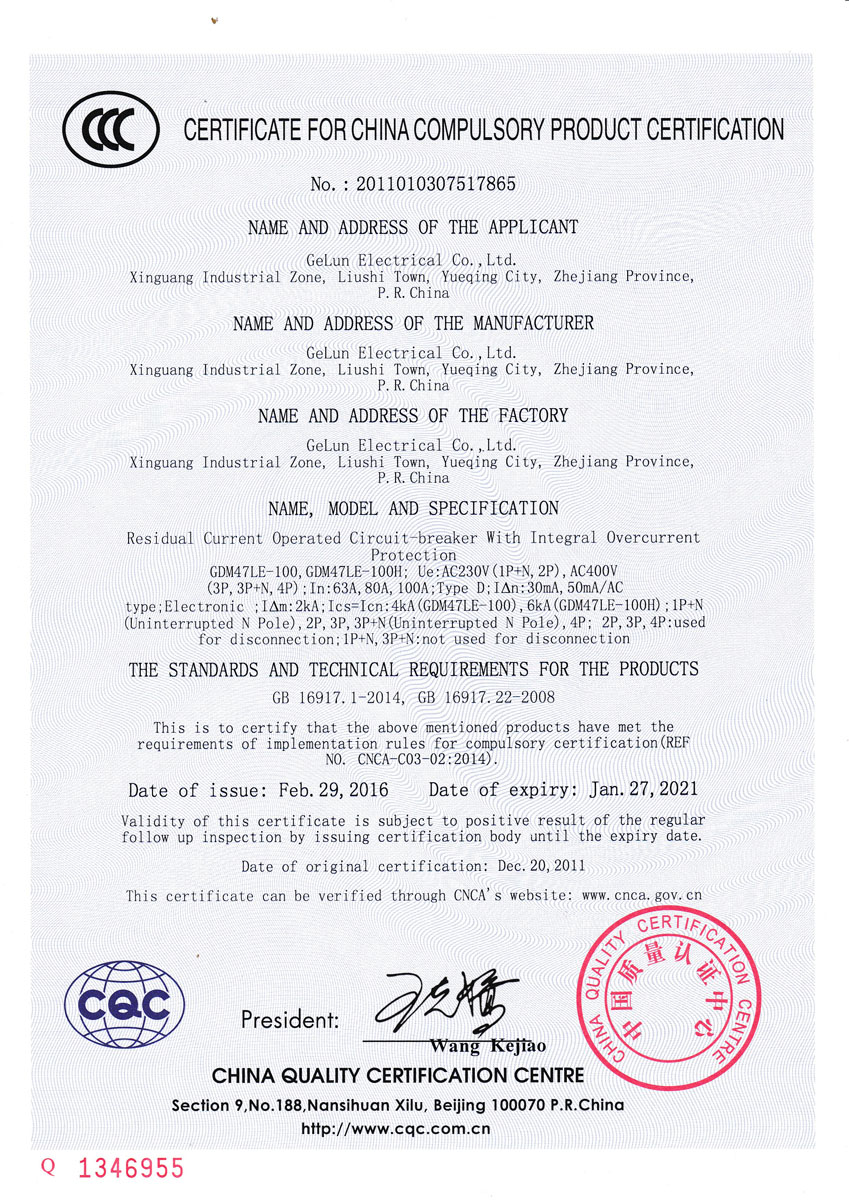 CCC
CERTIFICATE FOR CHINA COMPULSORY PRODUCT CERTIFICATION
No. : 2011010307517865
NAME AND ADDRESS OF THE APPLICANT
GeLun Electrical Co.,Ltd.
Xinguang Industrial Zone, Liushi Town, Yueqing City, Zhejiang Province,
P.R.China
NAME AND ADDRESS OF THE MANUFACTURER
GeLun Electrical Co.,Ltd.
Xinguang Industrial Zone, Liushi Town, Yueqing City, Zhejiang Province,
P.R.China
NAME AND ADDRESS OF THE FACTORY
GeLun Electrical Co.,Ltd.
Xinguang Industrial Zone, Liushi Town, Yueqing City, Zhejiang Province,
P.R.China
NAME, MODEL AND SPECIFICATION
Residual Current Operated Circuit-breaker With Integral Overcurrent
Protection
GDM47LE-100,GDM47LE-100H; Ue:AC230V(1P+N,2P),AC400V
(3P,3P+N,4P);In:63A,80A,100A;Type D;IΔn:30mA,50mA/AC
type;Electronic ;IΔm:2kA;Ics=Icn:4kA(GDM47LE-100),6kA(GDM47LE-100H);1P+N
(Uninterrupted N Pole),2P,3P,3P+N(Uninterrupted N Pole),4P; 2P,3P,4P:used
for disconnection;1P+N,3P+N:not used for disconnection
THE STANDARDS AND TECHNICAL REQUIREMENTS FOR THE PRODUCTS
GB 16917.1-2014, GB 16917.22-2008
This is to certify that the above mentioned products have met the
requirements of implementation rules for compulsory certification(REF
NO. CNCA-C03-02:2014).
Date of issue: Feb.29,2016 Date of expiry: Jan.27,2021
Validity of this certificate is subject to positive result of the regular
follow up inspection by issuing certification body until the expiry date.
Date of original certification: Dec.20,2011
This certificate can be verified through CNCA's website: www.cnca.gov.cn
CHINA QUALITY CERTIFICATION CENTRE
中国质量认证中心
CQC
President:
王克娇
Wang Kejiao
CHINA QUALITY CERTIFICATION CENTRE
Section 9,No.188,Nansihuan Xilu, Beijing 100070 P.R.China
http://www.cqc.com.cn
Q 1346955